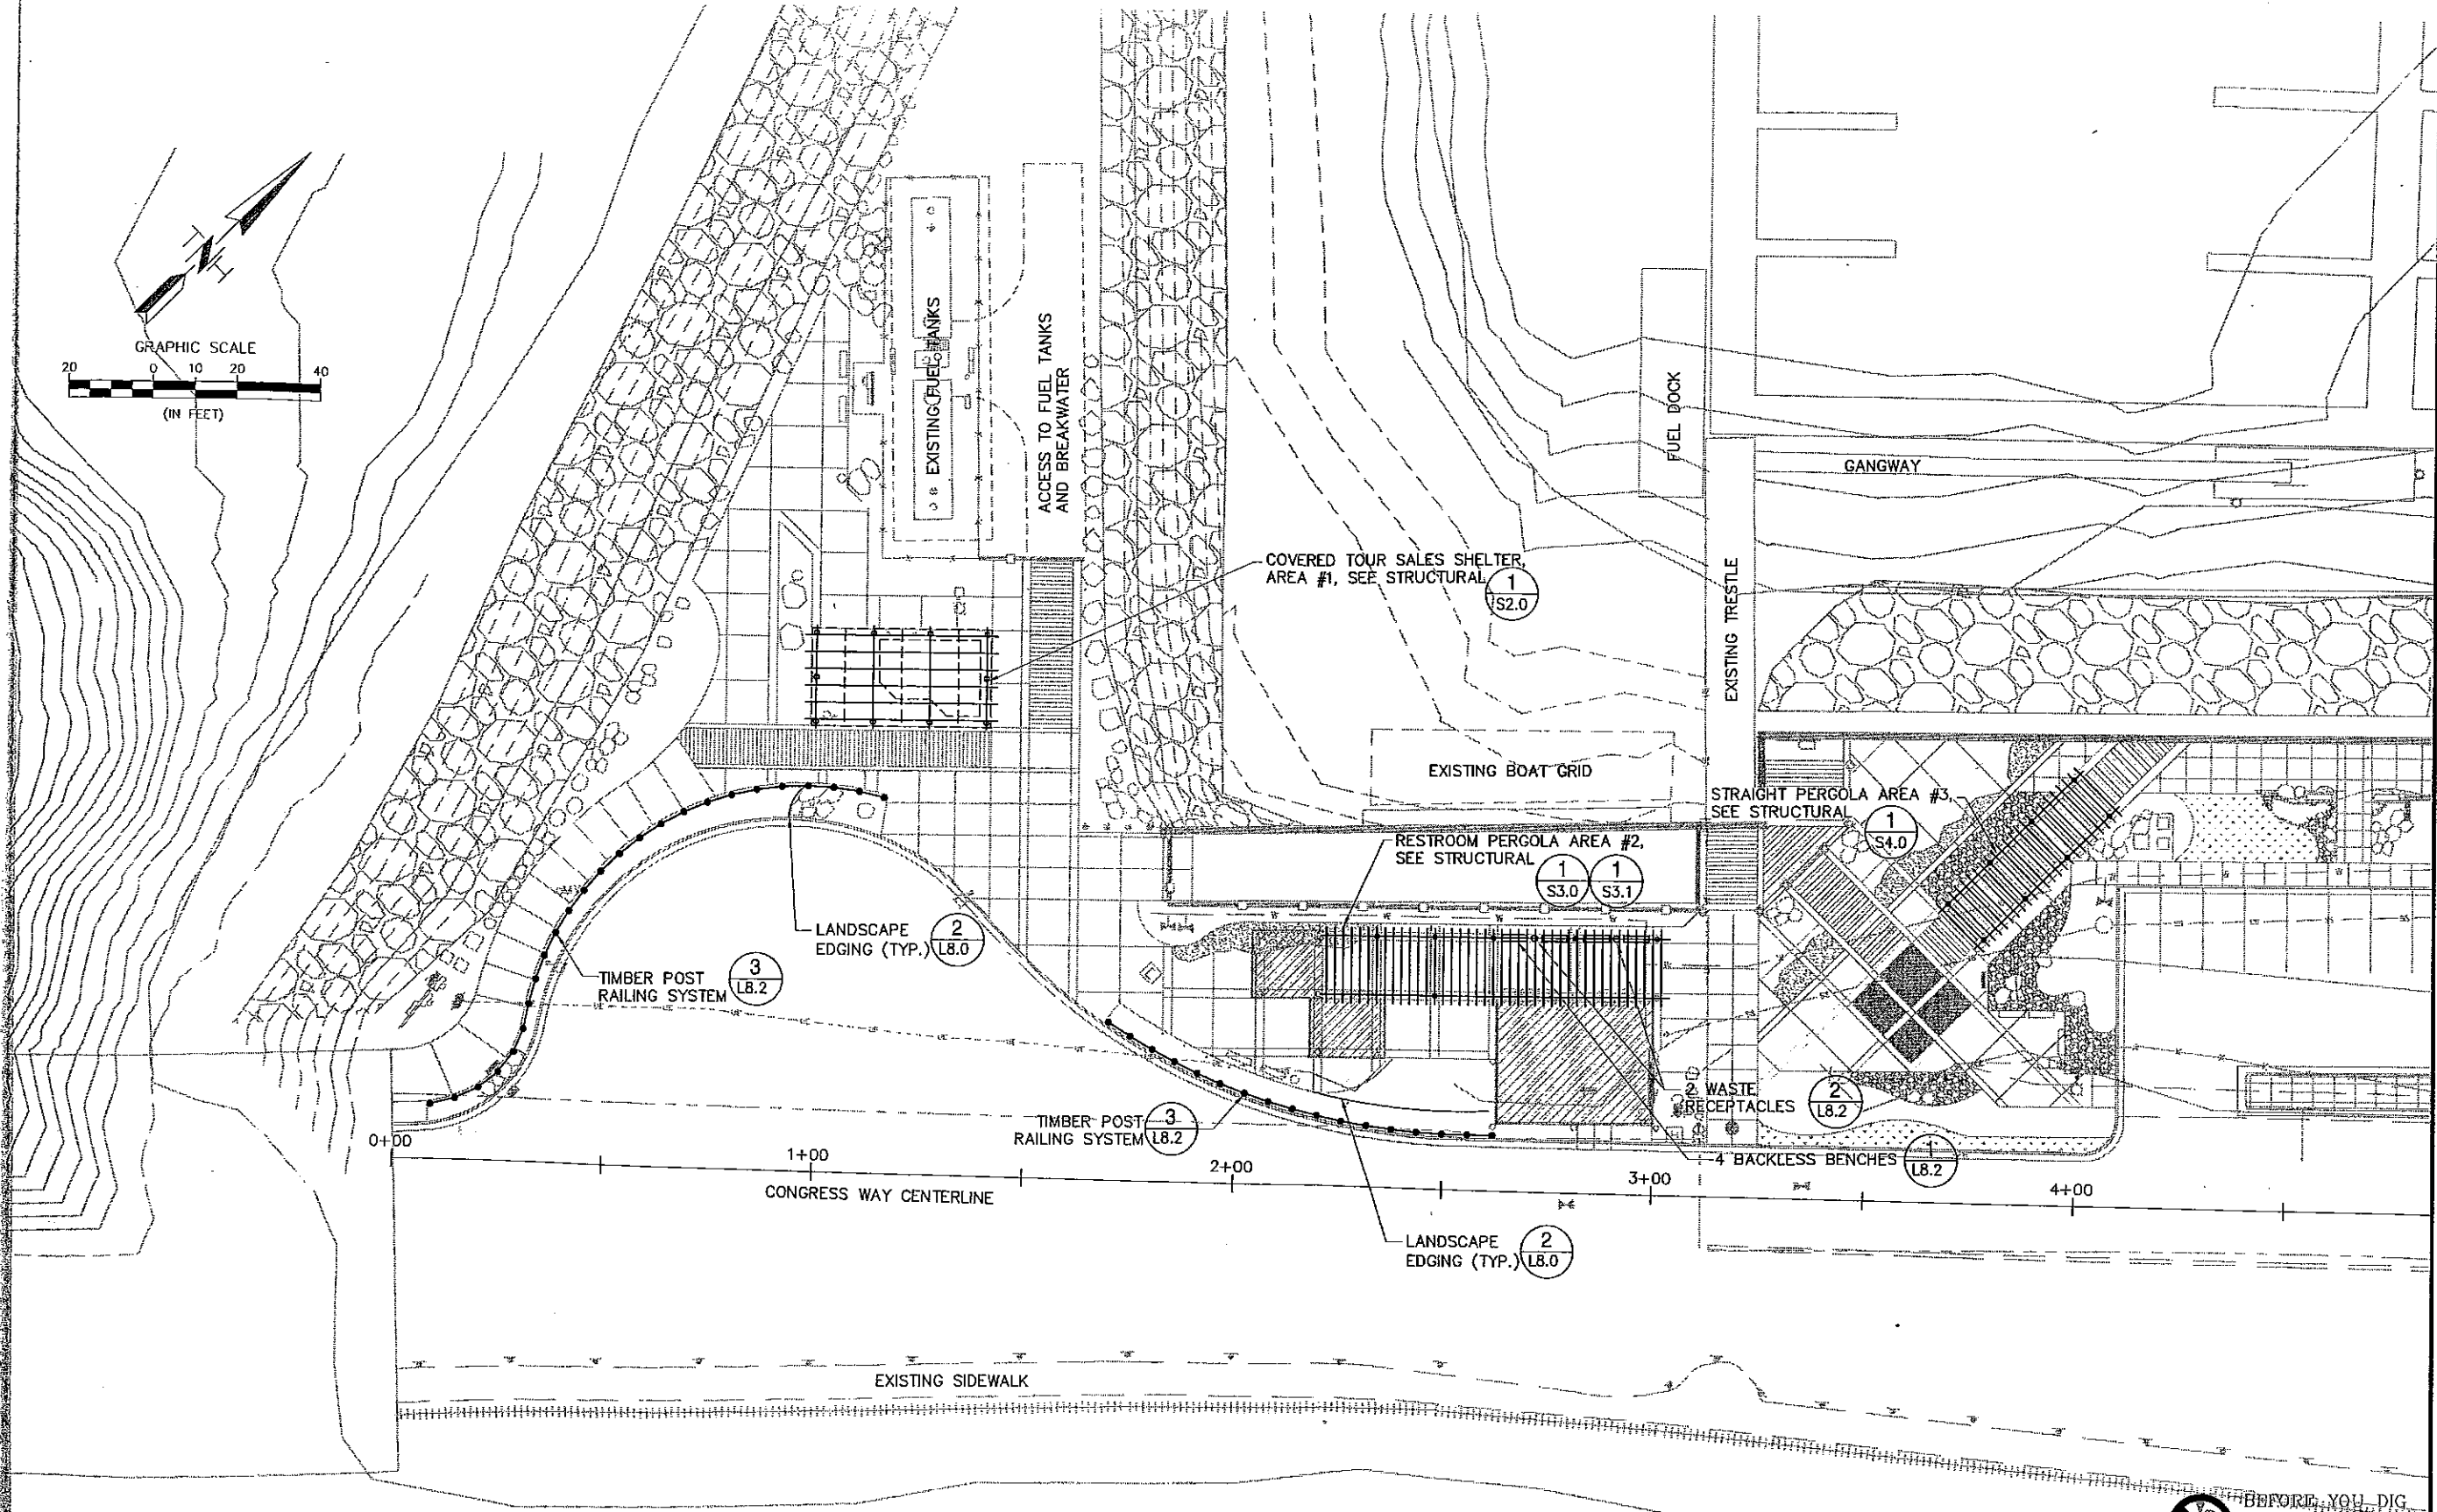 GRAPHIC SCALE
20 0 10 20 40
(IN FEET)
N
EXISTING FUEL TANKS
ACCESS TO FUEL TANKS
AND BREAKWATER
FUEL DOCK
GANGWAY
EXISTING TRESTLE
COVERED TOUR SALES SHELTER,
AREA #1, SEE STRUCTURAL
1
S2.0
EXISTING BOAT GRID
STRAIGHT PERGOLA AREA #3,
SEE STRUCTURAL
1
S4.0
RESTROOM PERGOLA AREA #2,
SEE STRUCTURAL
1 1
S3.0 S3.1
LANDSCAPE
EDGING (TYP.)
2
L8.0
TIMBER POST
RAILING SYSTEM
3
L8.2
TIMBER POST
RAILING SYSTEM
3
L8.2
2 WASTE
RECEPTACLES
2
L8.2
4 BACKLESS BENCHES
1
L8.2
0+00
1+00
2+00
3+00
4+00
CONGRESS WAY CENTERLINE
LANDSCAPE
EDGING (TYP.)
2
L8.0
EXISTING SIDEWALK
BEFORE YOU DIG